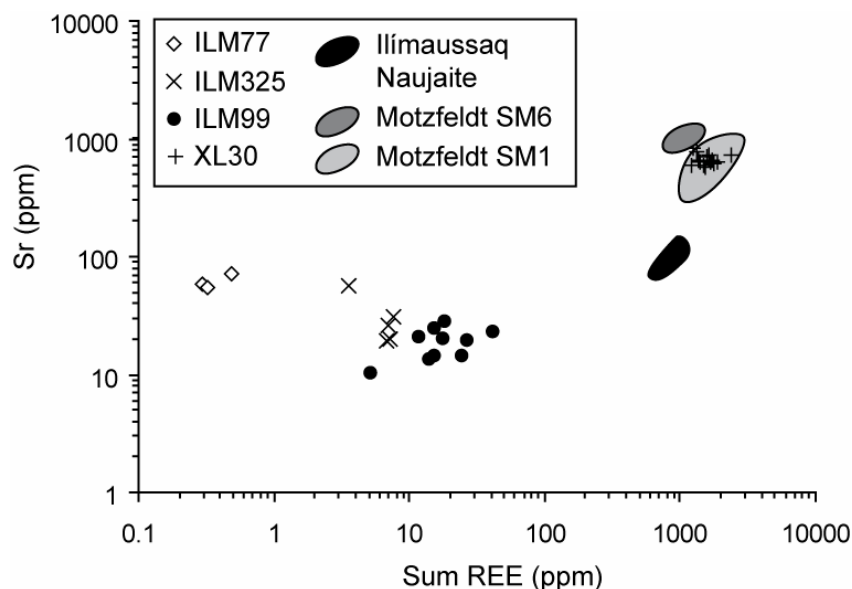 10000
1000
100
10
1
Sr (ppm)
ILM77
ILM325
ILM99
XL30
Ilímaussaq
Naujaite
Motzfeldt SM6
Motzfeldt SM1
0.1 1 10 100 1000 10000
Sum REE (ppm)